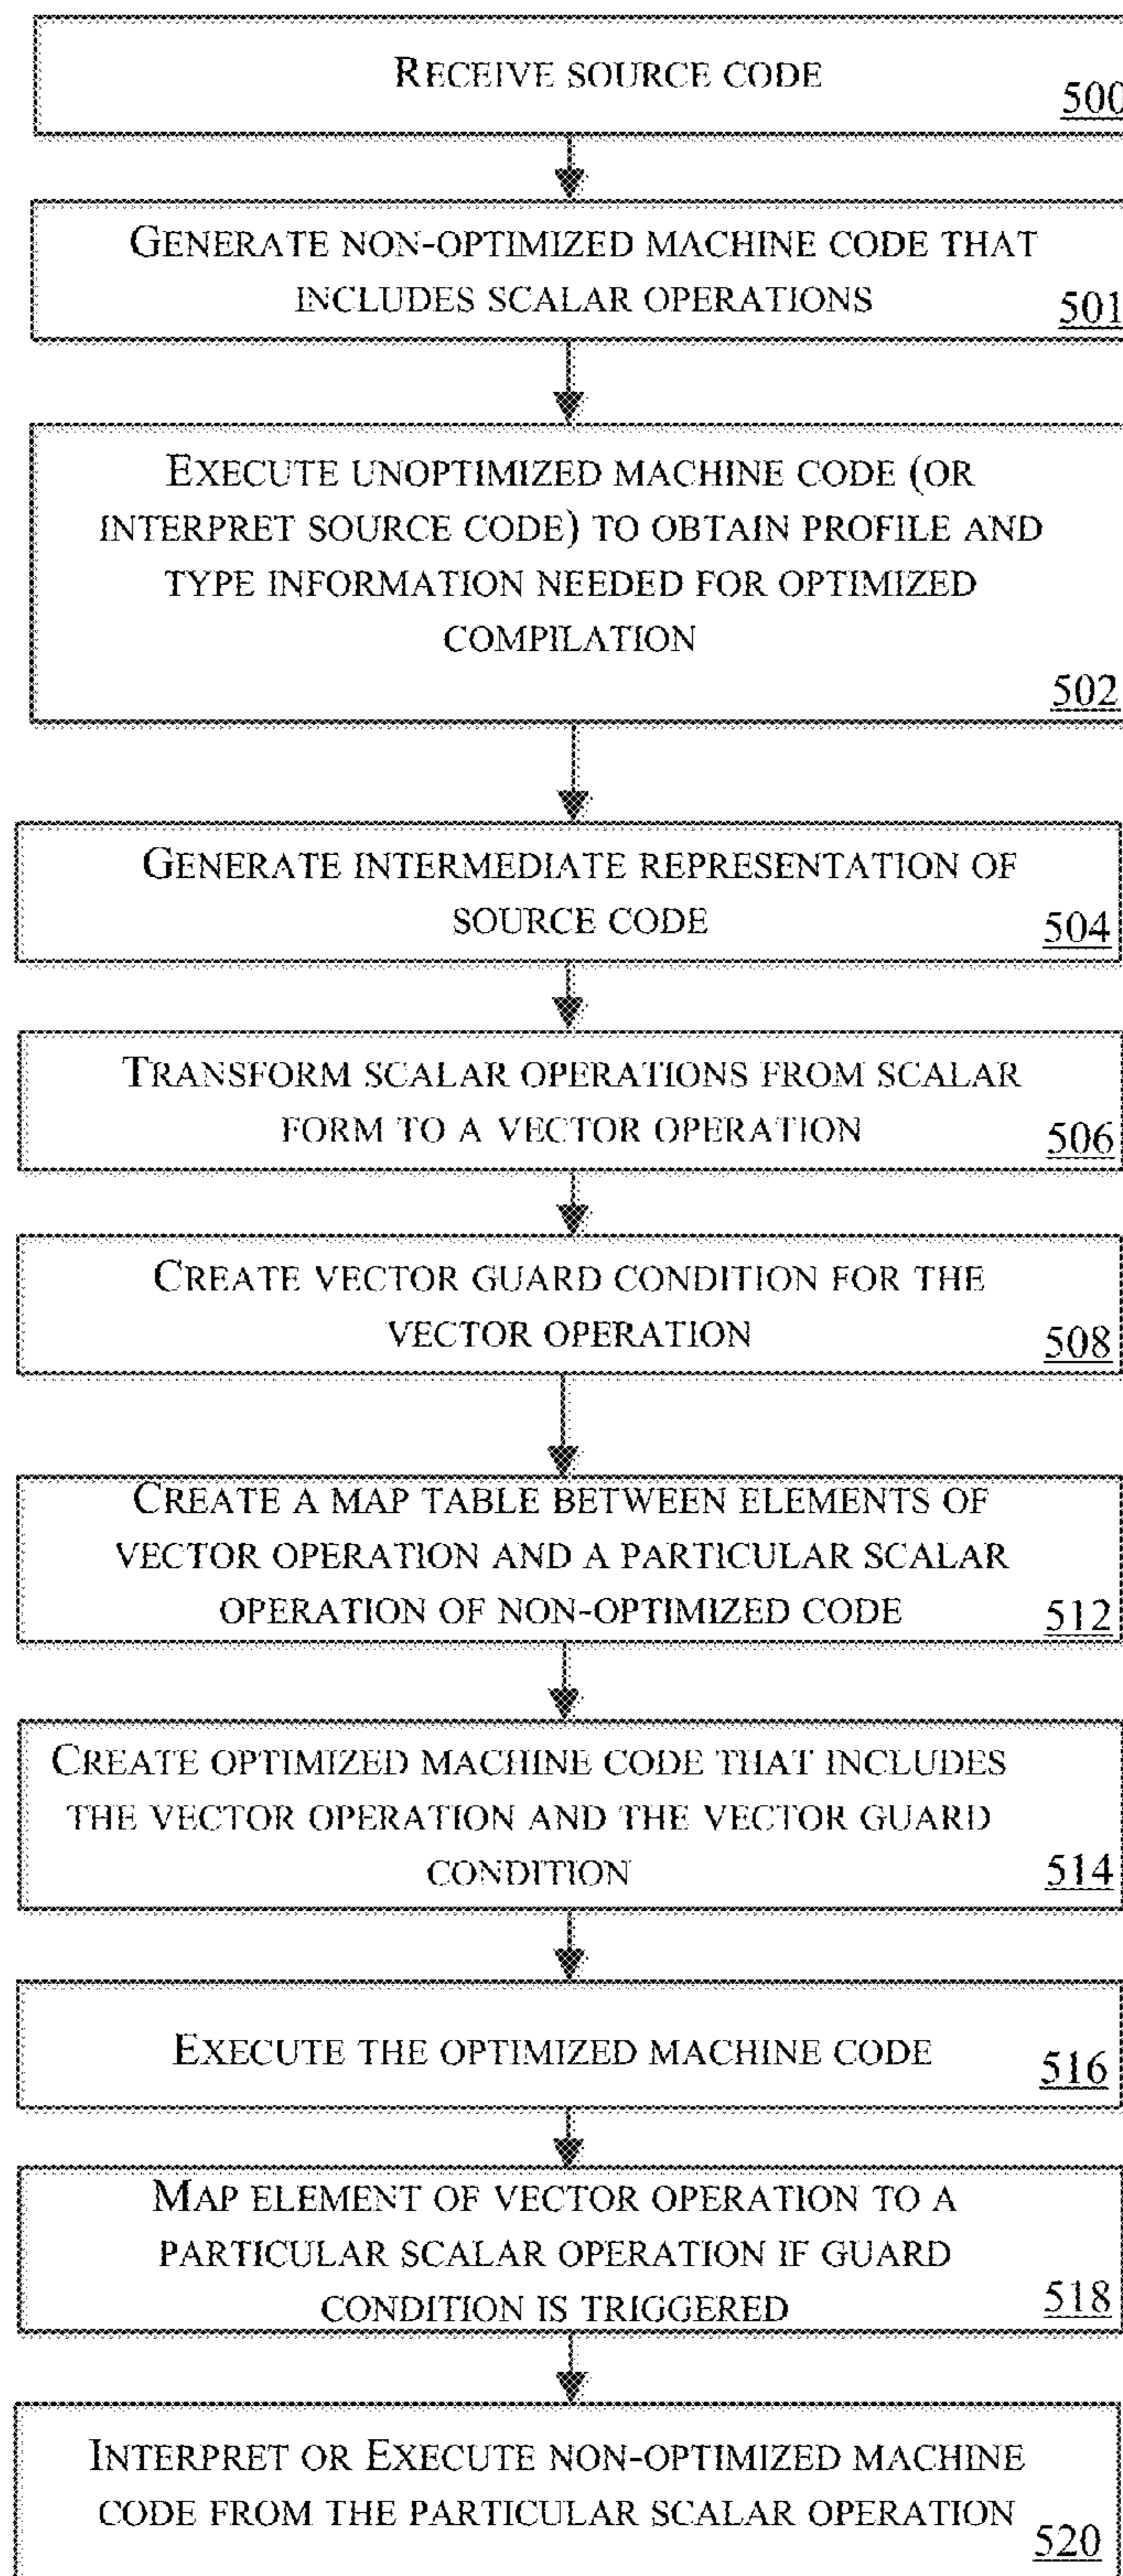 RECEIVE SOURCE CODE
500
GENERATE NON-OPTIMIZED MACHINE CODE THAT
INCLUDES SCALAR OPERATIONS
501
EXECUTE UNOPTIMIZED MACHINE CODE (OR
INTERPRET SOURCE CODE) TO OBTAIN PROFILE AND
TYPE INFORMATION NEEDED FOR OPTIMIZED
COMPILATION
502
GENERATE INTERMEDIATE REPRESENTATION OF
SOURCE CODE
504
TRANSFORM SCALAR OPERATIONS FROM SCALAR
FORM TO A VECTOR OPERATION
506
CREATE VECTOR GUARD CONDITION FOR THE
VECTOR OPERATION
508
CREATE A MAP TABLE BETWEEN ELEMENTS OF
VECTOR OPERATION AND A PARTICULAR SCALAR
OPERATION OF NON-OPTIMIZED CODE
512
CREATE OPTIMIZED MACHINE CODE THAT INCLUDES
THE VECTOR OPERATION AND THE VECTOR GUARD
CONDITION
514
EXECUTE THE OPTIMIZED MACHINE CODE
516
MAP ELEMENT OF VECTOR OPERATION TO A
PARTICULAR SCALAR OPERATION IF GUARD
CONDITION IS TRIGGERED
518
INTERPRET OR EXECUTE NON-OPTIMIZED MACHINE
CODE FROM THE PARTICULAR SCALAR OPERATION
520